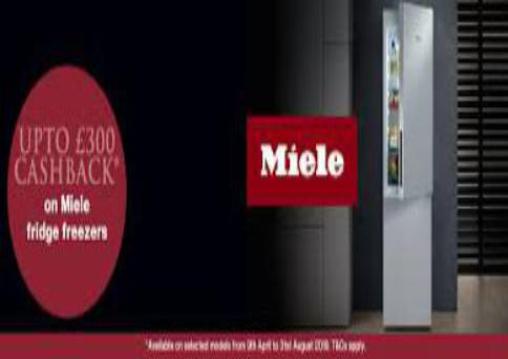 UPTO £300
CASHBACK*
on Miele
fridge freezers
Miele
*Available on selected models from 9th April to 31st August 2018. T&Cs apply.